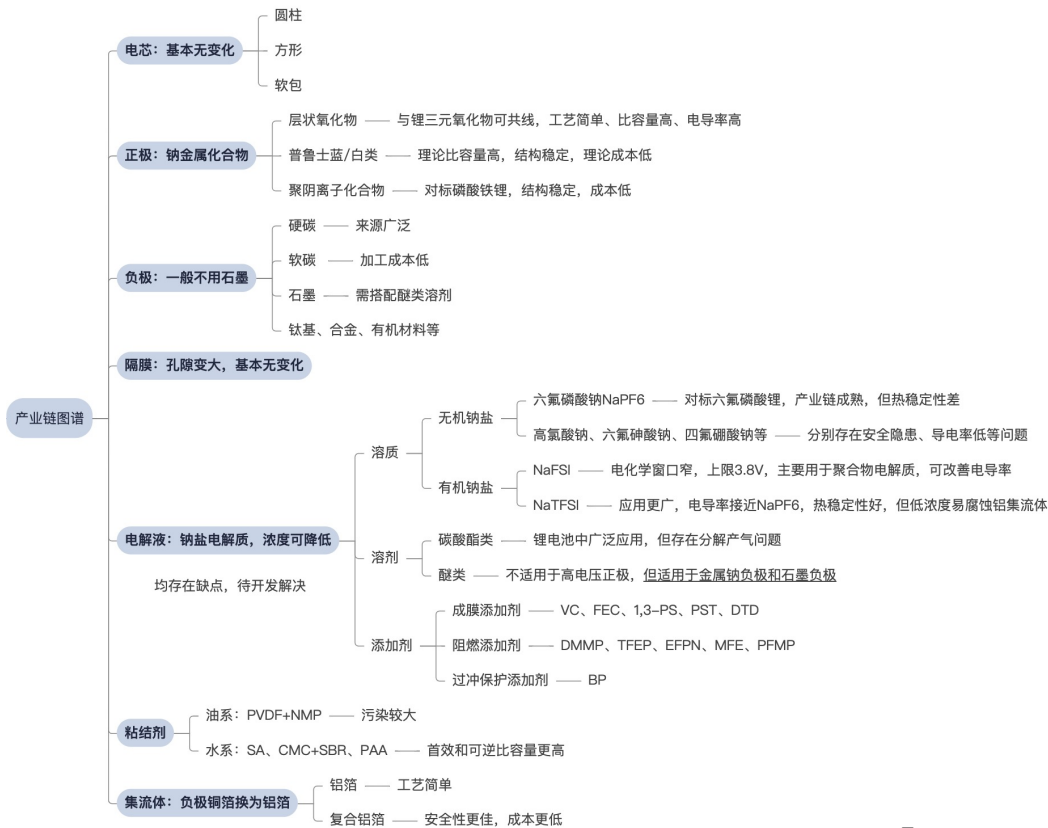 产业链图谱
电芯：基本无变化
圆柱
方形
软包
正极：钠金属化合物
层状氧化物
与锂三元氧化物可共线，工艺简单、比容量高、电导率高
普鲁士蓝/白类
理论比容量高，结构稳定，理论成本低
聚阴离子化合物
对标磷酸铁锂，结构稳定，成本低
负极：一般不用石墨
硬碳
来源广泛
软碳
加工成本低
石墨
需搭配醚类溶剂
钛基、合金、有机材料等
隔膜：孔隙变大，基本无变化
电解液：钠盐电解质，浓度可降低
均存在缺点，待开发解决
溶质
无机钠盐
六氟磷酸钠NaPF6
对标六氟磷酸锂，产业链成熟，但热稳定性差
高氯酸钠、六氟砷酸钠、四氟硼酸钠等
分别存在安全隐患、导电率低等问题
有机钠盐
NaFSI
电化学窗口窄，上限3.8V，主要用于聚合物电解质，可改善电导率
NaTFSI
应用更广，电导率接近NaPF6，热稳定性好，但低浓度易腐蚀铝集流体
溶剂
碳酸酯类
锂电池中广泛应用，但存在分解产气问题
醚类
不适用于高电压正极，但适用于金属钠负极和石墨负极
添加剂
成膜添加剂
VC、FEC、1,3-PS、PST、DTD
阻燃添加剂
DMMP、TFEP、EFPN、MFE、PFMP
过冲保护添加剂
BP
粘结剂
油系：PVDF+NMP
污染较大
水系：SA、CMC+SBR、PAA
首效和可逆比容量更高
集流体：负极铜箔换为铝箔
铝箔
工艺简单
复合铝箔
安全性更佳，成本更低